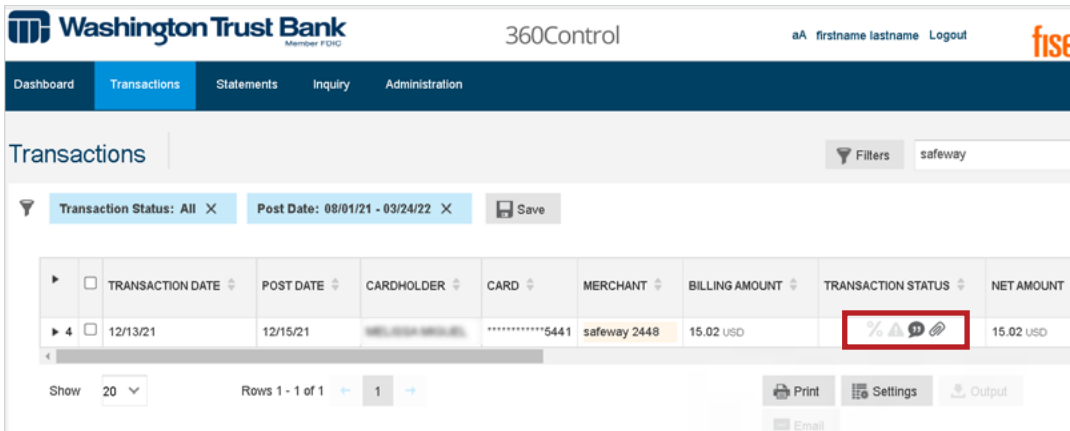 Washington Trust Bank
Member FDIC
360Control
aA firstname lastname Logout
Dashboard Transactions Statements Inquiry Administration
Transactions
Filters safeway
Transaction Status: All X Post Date: 08/01/21 - 03/24/22 X Save
TRANSACTION DATE POST DATE CARDHOLDER CARD MERCHANT BILLING AMOUNT TRANSACTION STATUS NET AMOUNT
4 12/13/21 12/15/21 ************5441 safeway 2448 15.02 USD % 15.02 USD
Show 20 Rows 1 - 1 of 1 1 Print Settings Output
Email